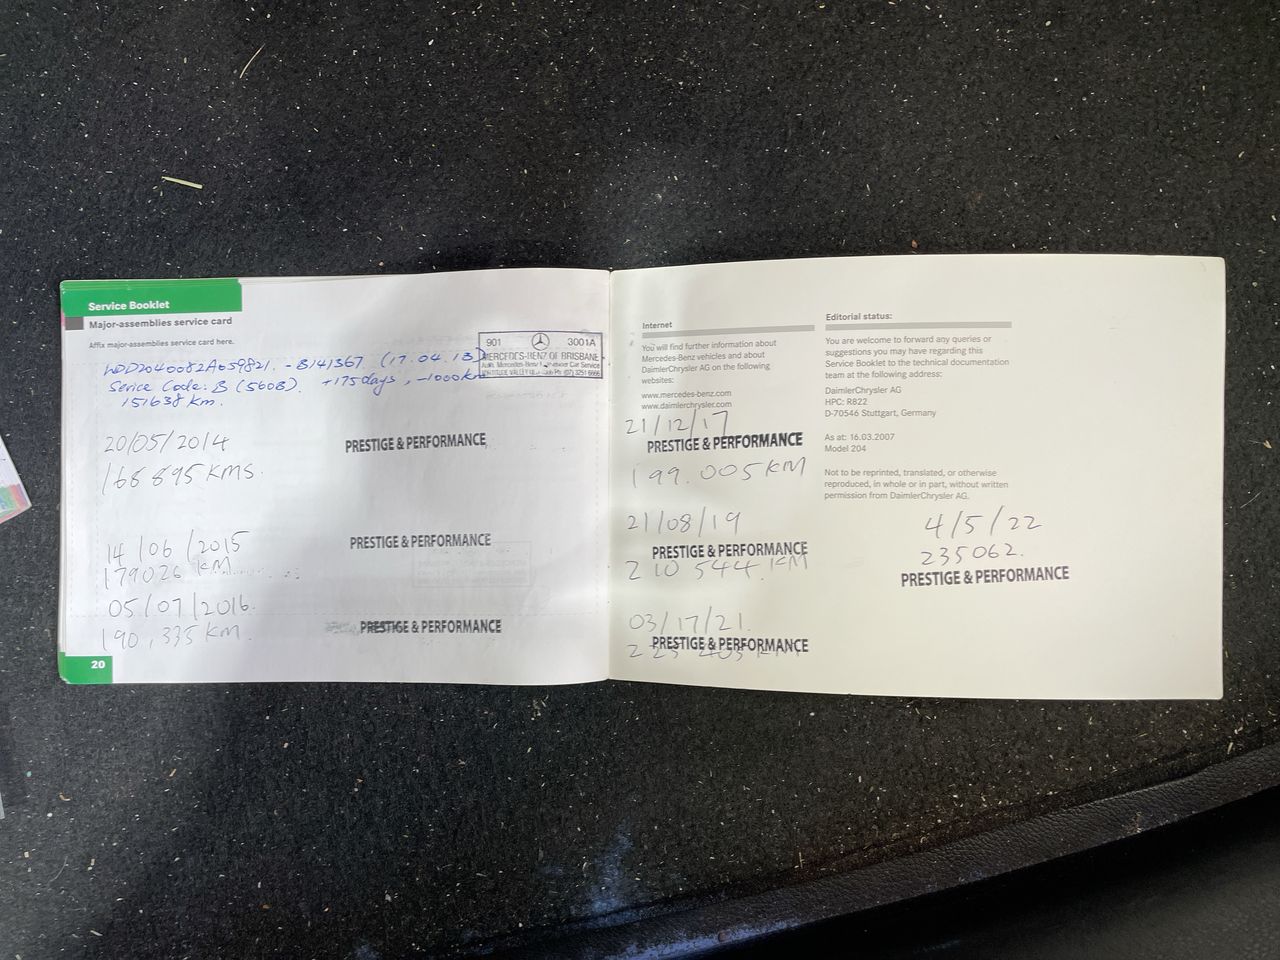 Service Booklet
Major-assemblies service card
Affix major-assemblies service card here.
901 3001A
MERCEDES-BENZ OF BRISBANE
WDD2040082A059821. - B141367 (17.04.13)
Service Code: B (560B). +175 days, -1000km
151638 km.
20/05/2014
PRESTIGE & PERFORMANCE
168 895 KMS.
14/06/2015
PRESTIGE & PERFORMANCE
179026 KM
05/07/2016.
PRESTIGE & PERFORMANCE
190,335 KM.
20
Internet
You will find further information about
Mercedes-Benz vehicles and about
DaimlerChrysler AG on the following
websites:
www.mercedes-benz.com
www.daimlerchrysler.com
21/12/17
PRESTIGE & PERFORMANCE
199.005 KM
21/08/19
PRESTIGE & PERFORMANCE
210 544 KM
03/17/21.
PRESTIGE & PERFORMANCE
Editorial status:
You are welcome to forward any queries or
suggestions you may have regarding this
Service Booklet to the technical documentation
team at the following address:
DaimlerChrysler AG
HPC: R822
D-70546 Stuttgart, Germany
As at: 16.03.2007
Model 204
Not to be reprinted, translated, or otherwise
reproduced, in whole or in part, without written
permission from DaimlerChrysler AG.
4/5/22
235062.
PRESTIGE & PERFORMANCE